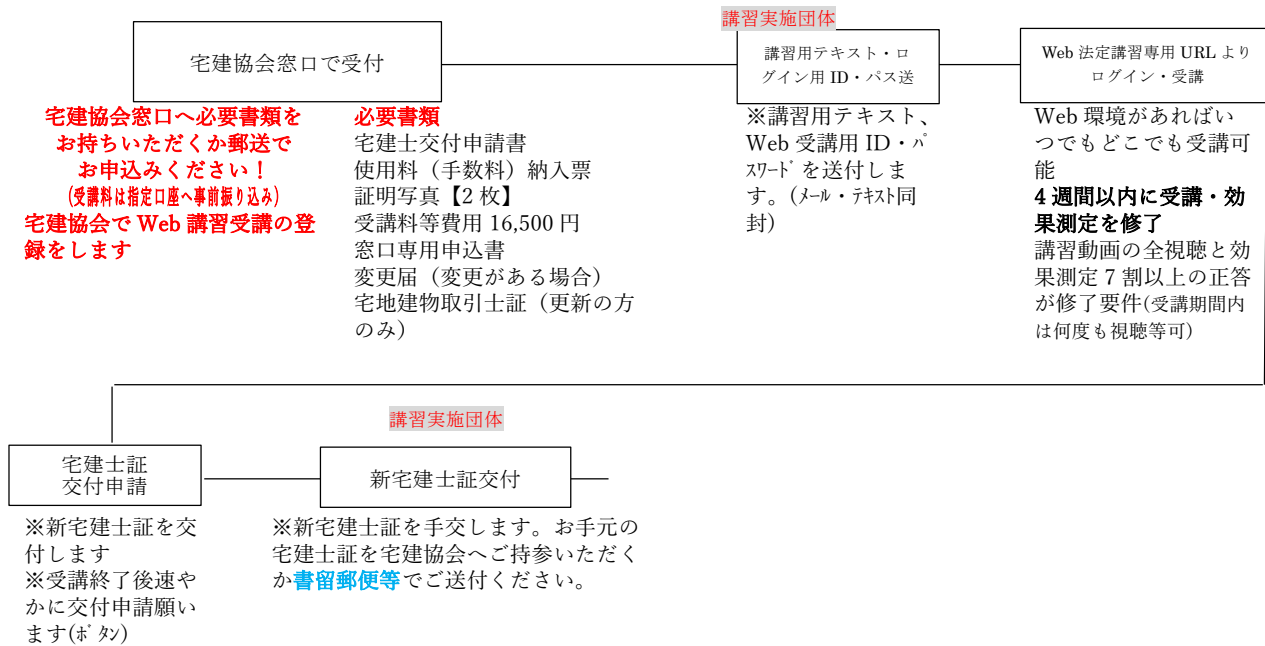 宅建協会窓口で受付
宅建協会窓口へ必要書類を
お持ちいただくか郵送で
お申込みください！
(受講料は指定口座へ事前振り込み)
宅建協会で Web 講習受講の登
録をします
必要書類
宅建士交付申請書
使用料（手数料）納入票
証明写真【2 枚】
受講料等費用 16,500 円
窓口専用申込書
変更届（変更がある場合）
宅地建物取引士証（更新の方
のみ）
講習実施団体
講習用テキスト・ロ
グイン用 ID・パス送
※講習用テキスト、
Web 受講用 ID・ﾊﾟ
ｽﾜｰﾄﾞを送付しま
す。(ﾒｰﾙ・ﾃｷｽﾄ同
封)
Web 法定講習専用 URL より
ログイン・受講
Web 環境があればい
つでもどこでも受講可
能
4 週間以内に受講・効
果測定を修了
講習動画の全視聴と効
果測定 7 割以上の正答
が修了要件(受講期間内
は何度も視聴等可)
宅建士証
交付申請
※新宅建士証を交
付します
※受講終了後速や
かに交付申請願い
ます(ﾎﾞﾀﾝ)
講習実施団体
新宅建士証交付
※新宅建士証を手交します。お手元の
宅建士証を宅建協会へご持参いただく
か書留郵便等でご送付ください。